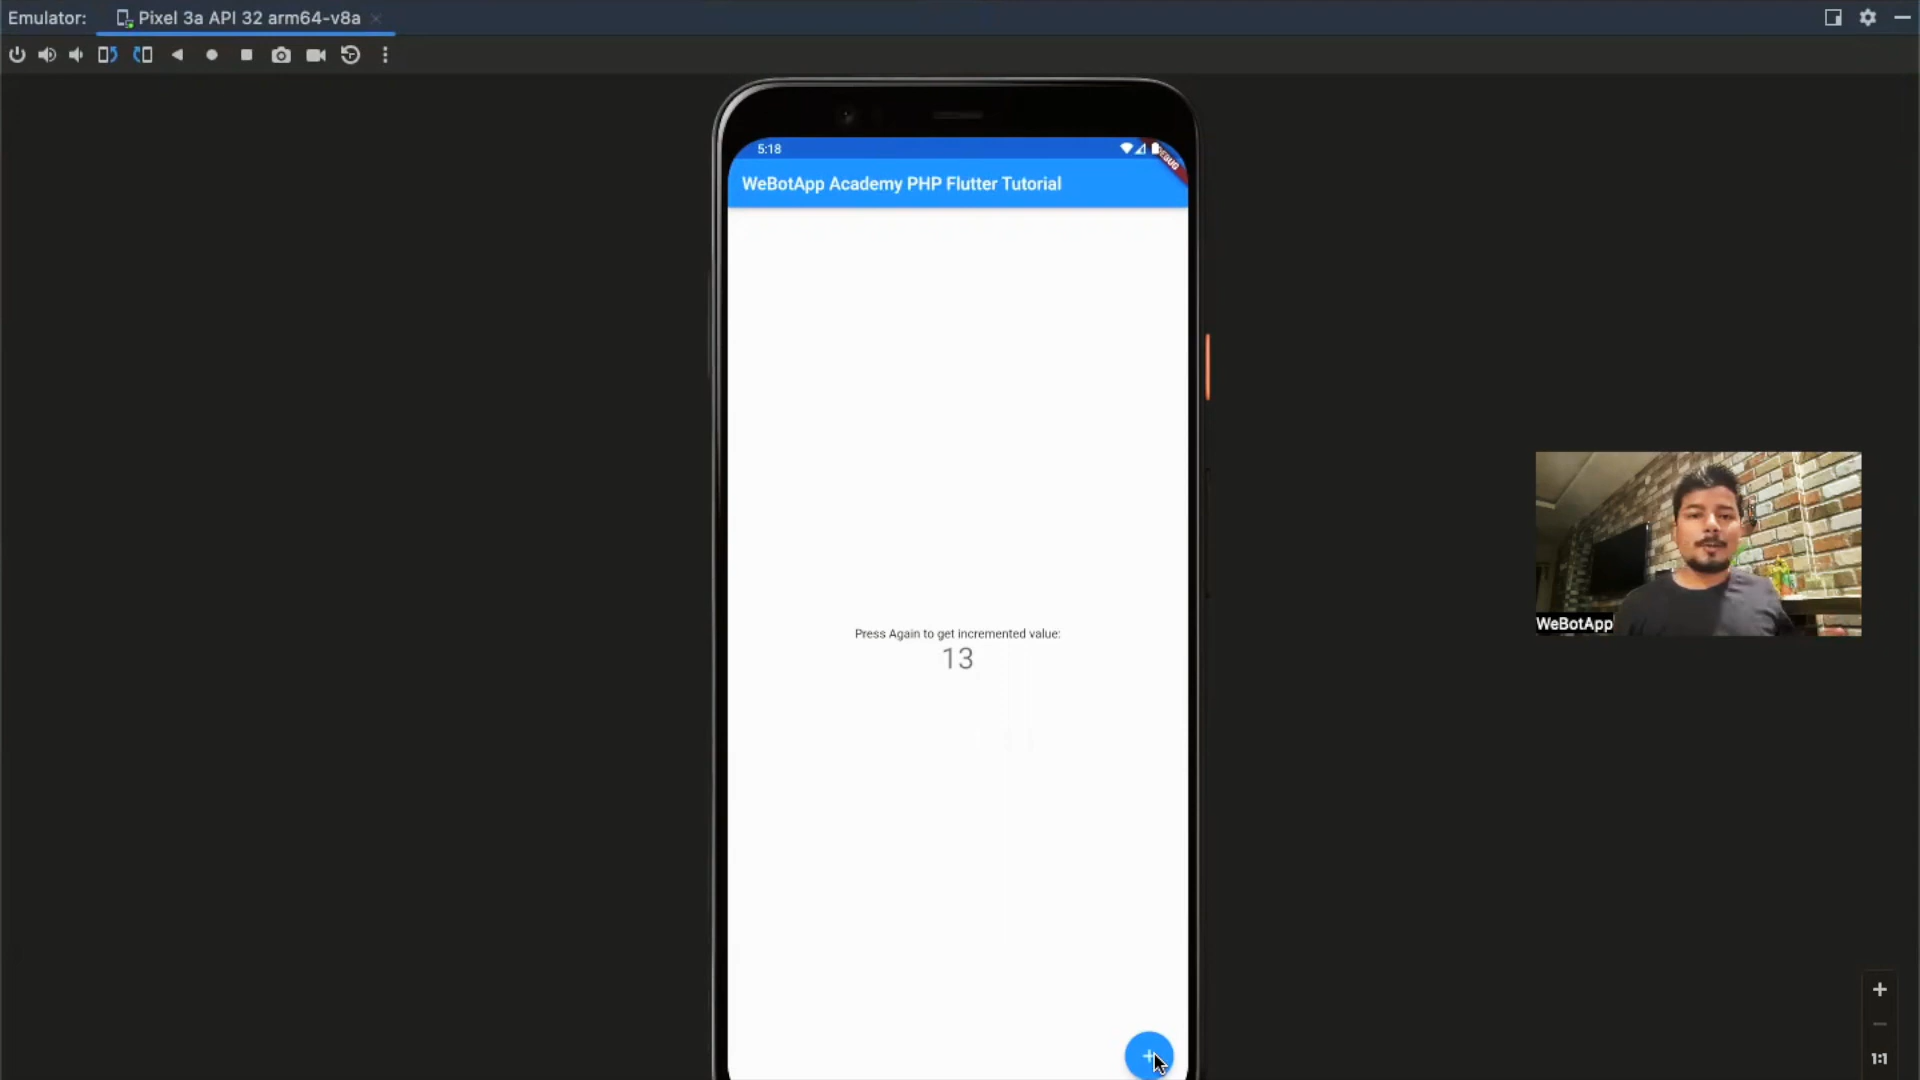 Emulator: Pixel 3a API 32 arm64-v8a
5:18
DEBUG
WeBotApp Academy PHP Flutter Tutorial
Press Again to get incremented value:
13
WeBotApp
1:1